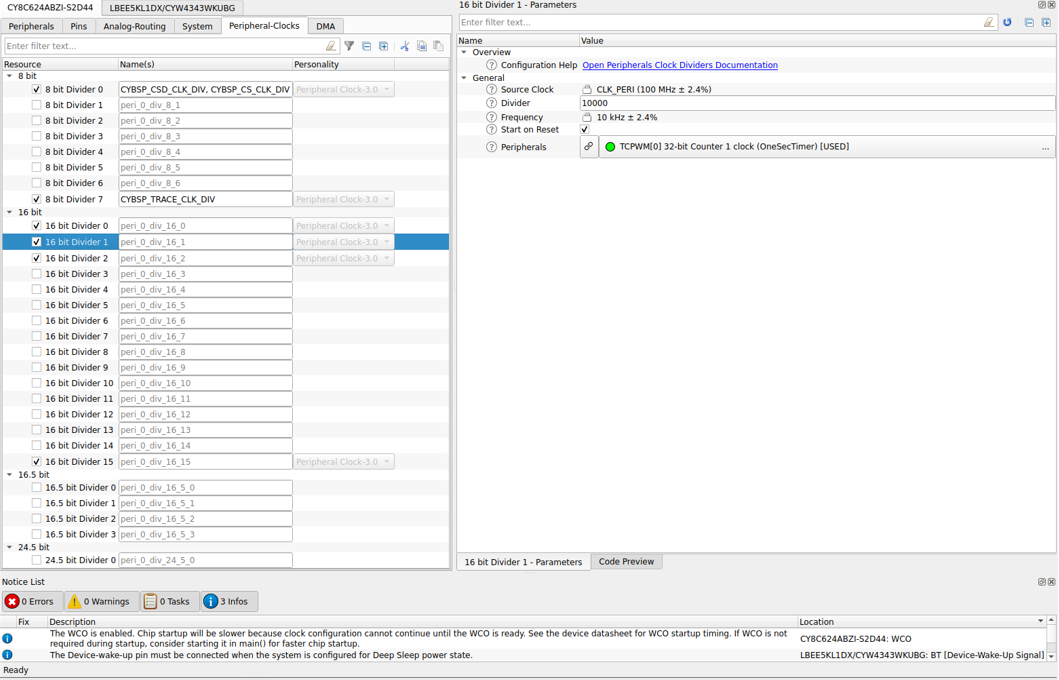 CY8C624ABZI-S2D44 LBEE5KL1DX/CYW4343WKUBG
Peripherals Pins Analog-Routing System Peripheral-Clocks DMA
Enter filter text...
Resource Name(s) Personality
8 bit
8 bit Divider 0 CYBSP_CSD_CLK_DIV, CYBSP_CS_CLK_DIV Peripheral Clock-3.0
8 bit Divider 1 peri_0_div_8_1
8 bit Divider 2 peri_0_div_8_2
8 bit Divider 3 peri_0_div_8_3
8 bit Divider 4 peri_0_div_8_4
8 bit Divider 5 peri_0_div_8_5
8 bit Divider 6 peri_0_div_8_6
8 bit Divider 7 CYBSP_TRACE_CLK_DIV Peripheral Clock-3.0
16 bit
16 bit Divider 0 peri_0_div_16_0 Peripheral Clock-3.0
16 bit Divider 1 peri_0_div_16_1 Peripheral Clock-3.0
16 bit Divider 2 peri_0_div_16_2 Peripheral Clock-3.0
16 bit Divider 3 peri_0_div_16_3
16 bit Divider 4 peri_0_div_16_4
16 bit Divider 5 peri_0_div_16_5
16 bit Divider 6 peri_0_div_16_6
16 bit Divider 7 peri_0_div_16_7
16 bit Divider 8 peri_0_div_16_8
16 bit Divider 9 peri_0_div_16_9
16 bit Divider 10 peri_0_div_16_10
16 bit Divider 11 peri_0_div_16_11
16 bit Divider 12 peri_0_div_16_12
16 bit Divider 13 peri_0_div_16_13
16 bit Divider 14 peri_0_div_16_14
16 bit Divider 15 peri_0_div_16_15 Peripheral Clock-3.0
16.5 bit
16.5 bit Divider 0 peri_0_div_16_5_0
16.5 bit Divider 1 peri_0_div_16_5_1
16.5 bit Divider 2 peri_0_div_16_5_2
16.5 bit Divider 3 peri_0_div_16_5_3
24.5 bit
24.5 bit Divider 0 peri_0_div_24_5_0
16 bit Divider 1 - Parameters
Enter filter text...
Name Value
Overview
Configuration Help Open Peripherals Clock Dividers Documentation
General
Source Clock CLK_PERI (100 MHz ± 2.4%)
Divider 10000
Frequency 10 kHz ± 2.4%
Start on Reset
Peripherals TCPWM[0] 32-bit Counter 1 clock (OneSecTimer) [USED] ...
16 bit Divider 1 - Parameters Code Preview
Notice List
0 Errors 0 Warnings 0 Tasks 3 Infos
Fix Description Location
The WCO is enabled. Chip startup will be slower because clock configuration cannot continue until the WCO is ready. See the device datasheet for WCO startup timing. If WCO is not
required during startup, consider starting it in main() for faster chip startup. CY8C624ABZI-S2D44: WCO
The Device-wake-up pin must be connected when the system is configured for Deep Sleep power state. LBEE5KL1DX/CYW4343WKUBG: BT [Device-Wake-Up Signal]
Ready